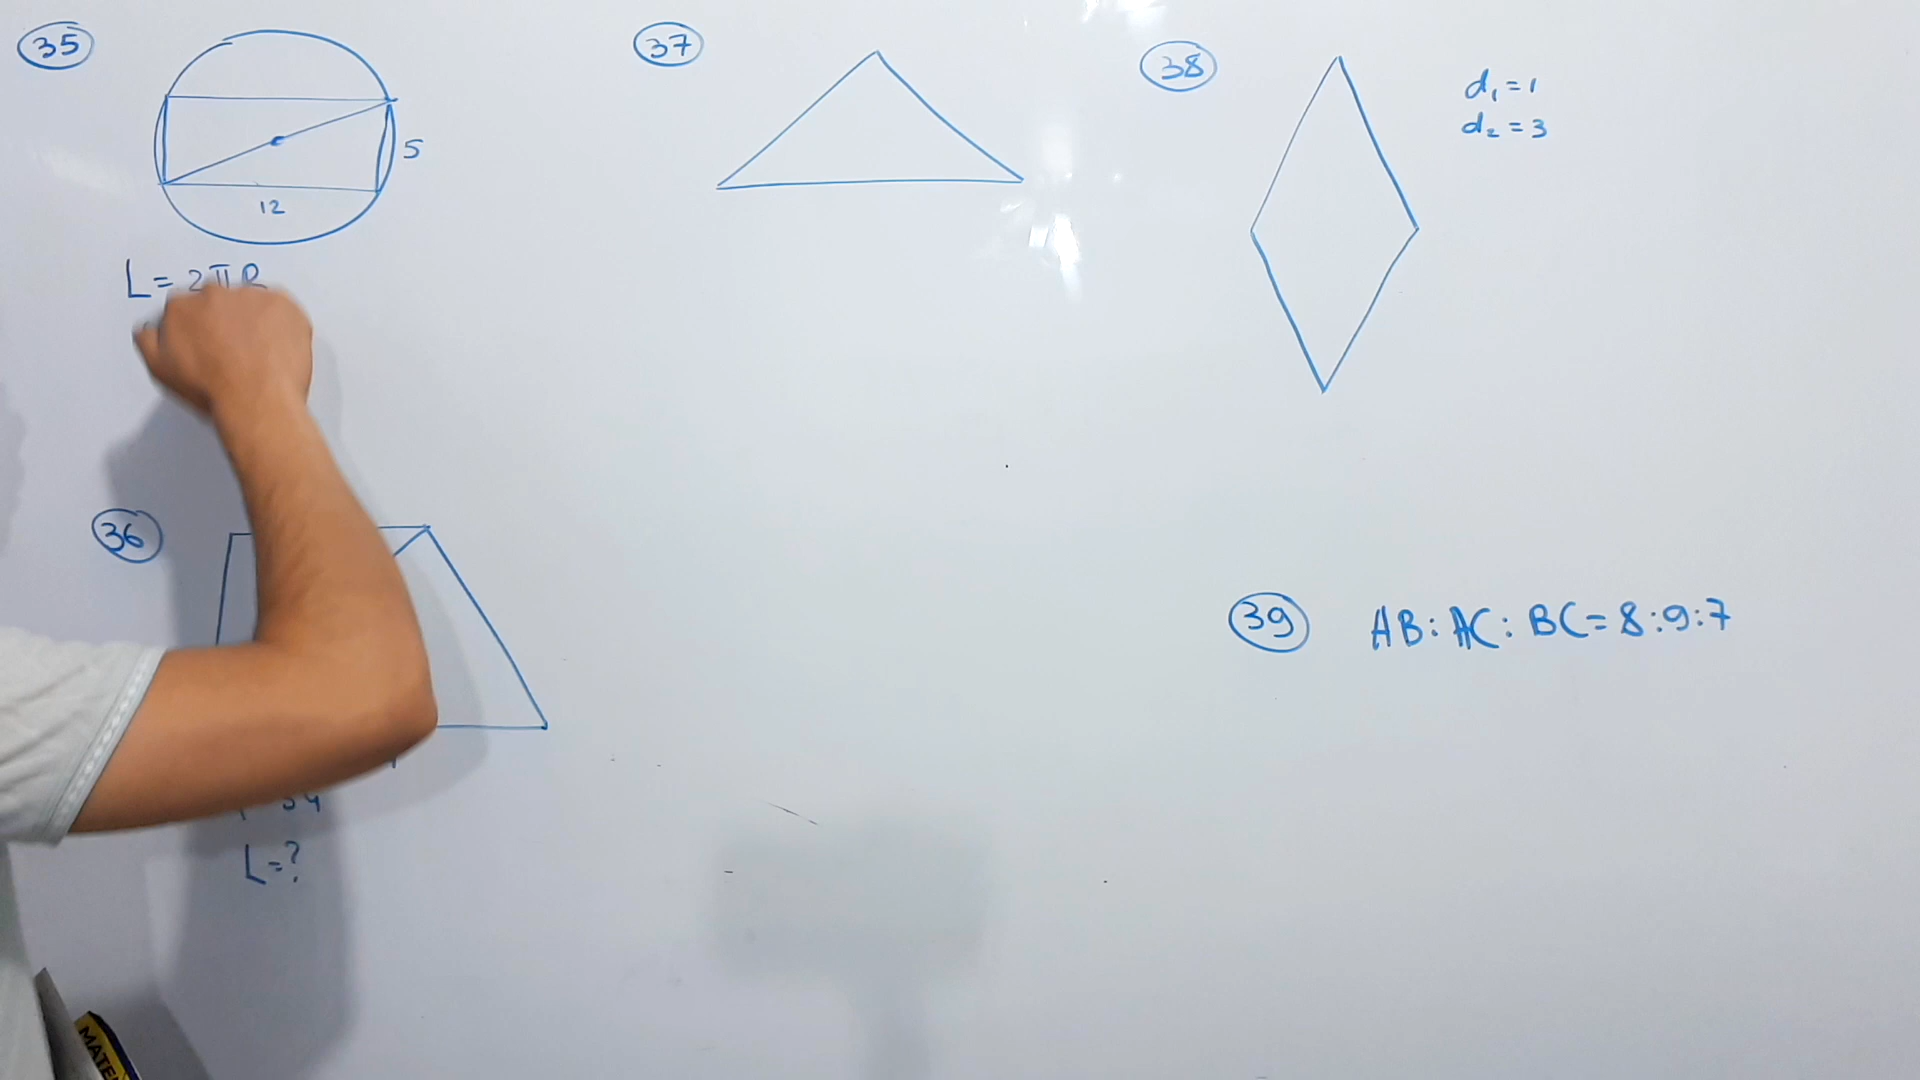 35
5
12
L = 2πR
36
L = ?
37
38
d₁ = 1
d₂ = 3
39 AB : AC : BC = 8 : 9 : 7